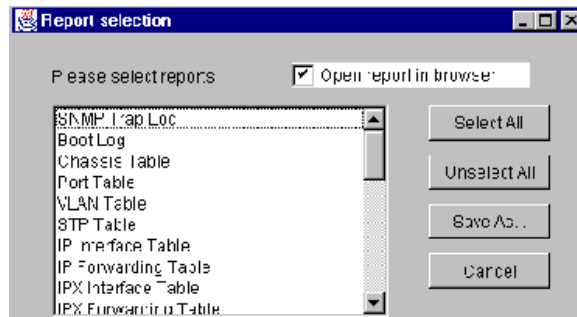 Report selection
Please select reports
Open report in browser
SNMP Trap Log
Boot Log
Chassis Table
Port Table
VLAN Table
STP Table
IP Interface Table
IP Forwarding Table
IPX Interface Table
IPX Forwarding Table
Select All
Unselect All
Save As...
Cancel